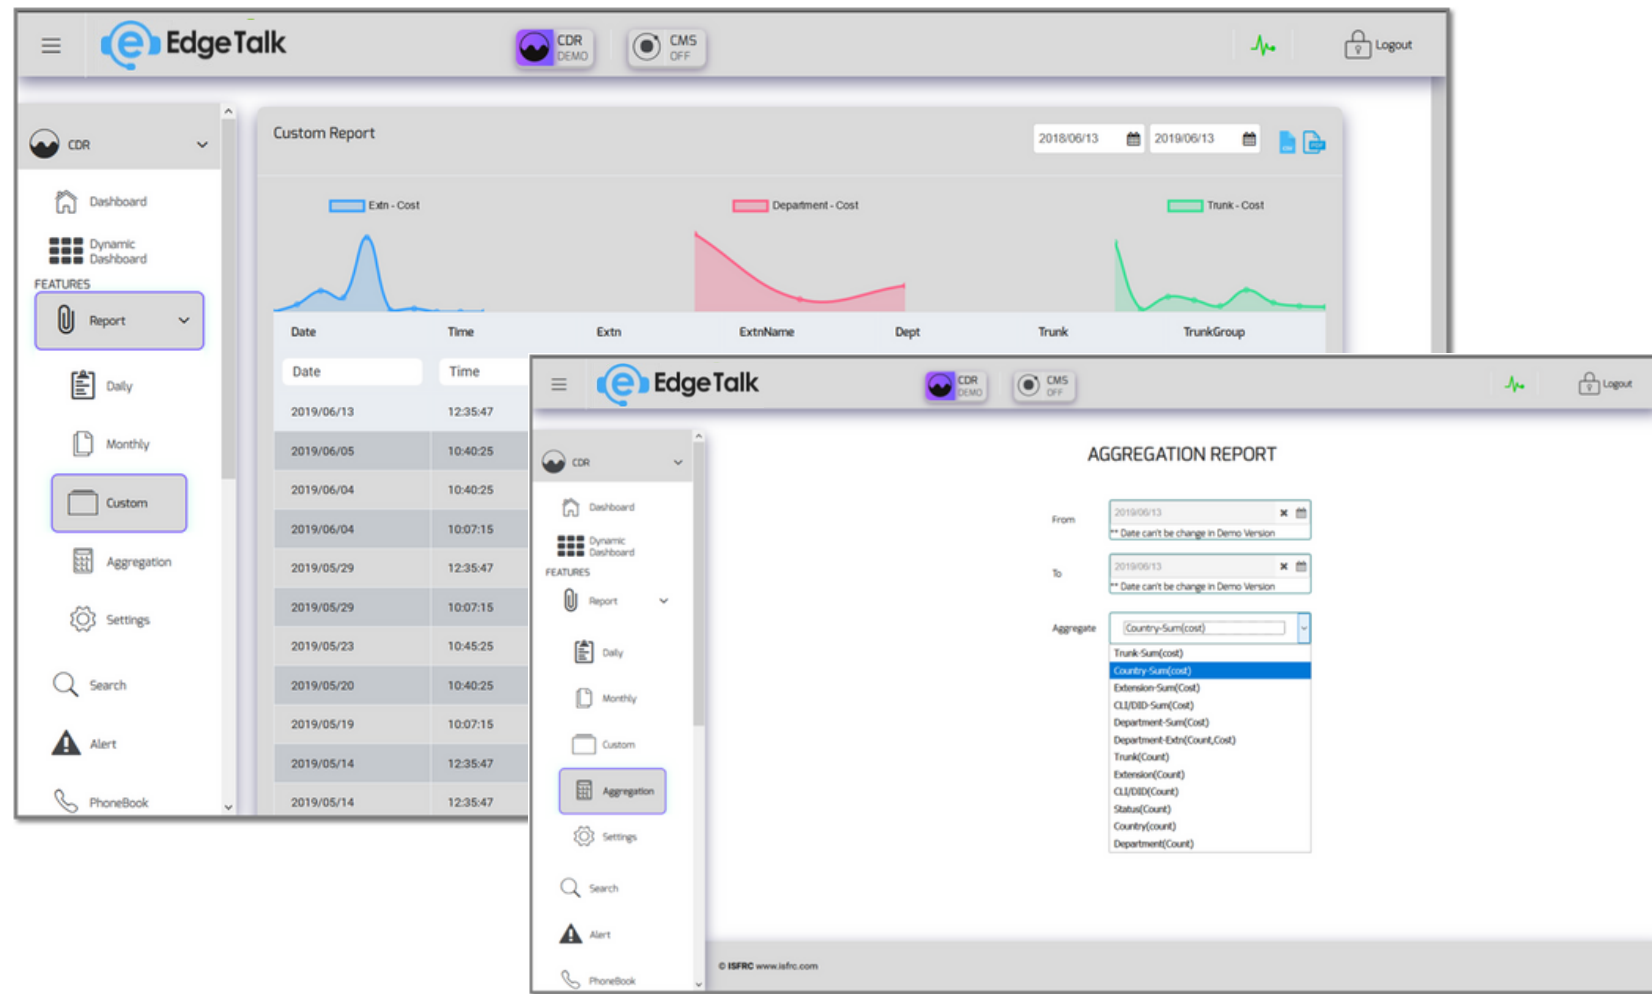 EdgeTalk
CDR
DEMO
CMS
OFF
Logout
CDR
Dashboard
Dynamic
Dashboard
FEATURES
Report
Daily
Monthly
Custom
Aggregation
Settings
Search
Alert
PhoneBook
Custom Report
2018/06/13
2019/06/13
PDF
Extn - Cost
Department - Cost
Trunk - Cost
Date Time Extn ExtnName Dept Trunk TrunkGroup
Date Time
2019/06/13 12:35:47
2019/06/05 10:40:25
2019/06/04 10:40:25
2019/06/04 10:07:15
2019/05/29 12:35:47
2019/05/29 10:07:15
2019/05/23 10:45:25
2019/05/20 10:40:25
2019/05/19 10:07:15
2019/05/14 12:35:47
2019/05/14 12:35:47
EdgeTalk
CDR
DEMO
CMS
OFF
Logout
CDR
Dashboard
Dynamic
Dashboard
FEATURES
Report
Daily
Monthly
Custom
Aggregation
Settings
Search
Alert
PhoneBook
AGGREGATION REPORT
From 2019/06/13
** Date can't be change in Demo Version
To 2019/06/13
** Date can't be change in Demo Version
Aggregate Country-Sum(cost)
Trunk-Sum(cost)
Country-Sum(cost)
Extension-Sum(Cost)
CLI/DID-Sum(Cost)
Department-Sum(Cost)
Department-Extn(Count,Cost)
Trunk(Count)
Extension(Count)
CLI/DID(Count)
Status(Count)
Country(count)
Department(Count)
© ISFRC www.isfrc.com